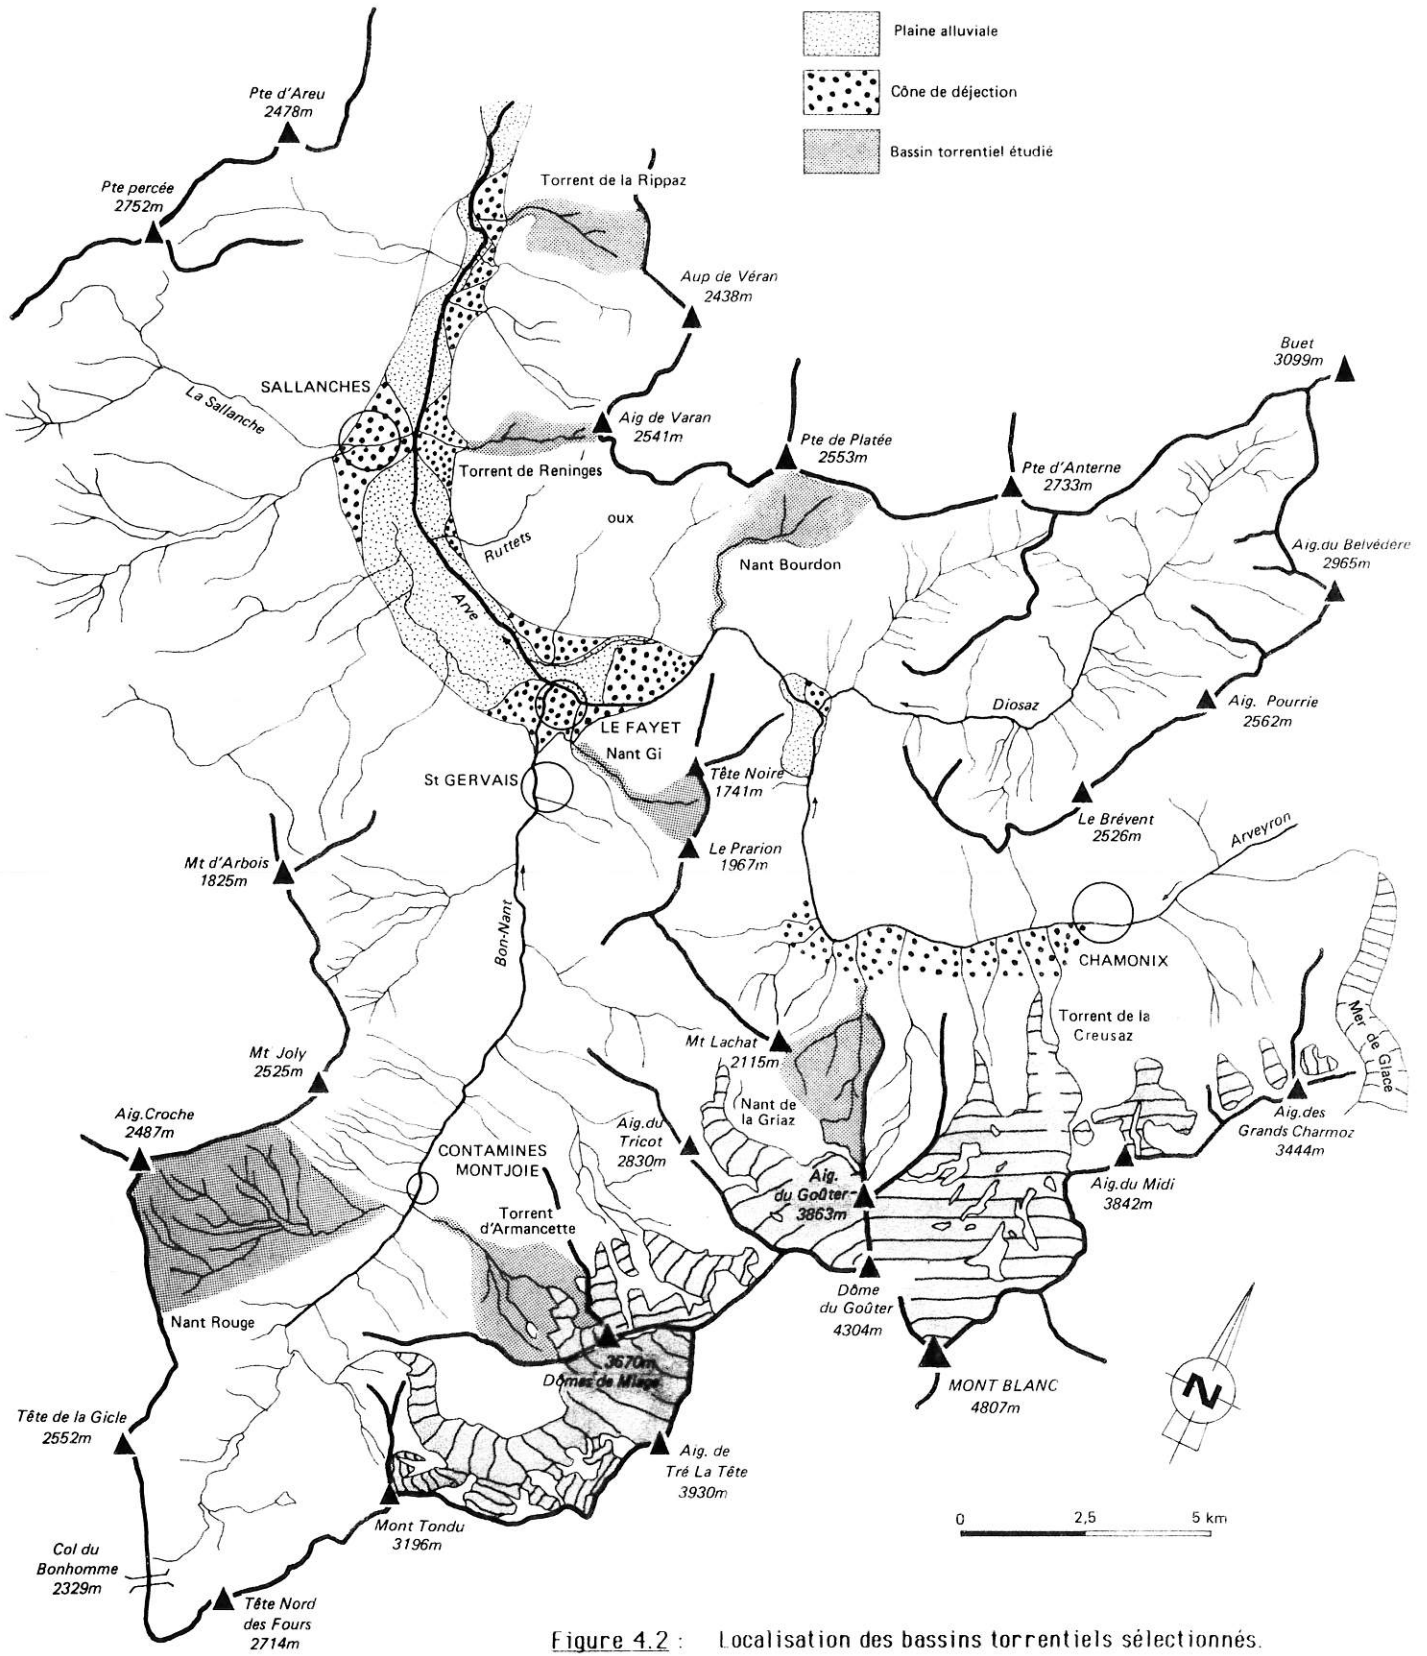 Plaine alluviale
Cône de déjection
Bassin torrentiel étudié
Pte d'Areu
2478m
Pte percée
2752m
Torrent de la Rippaz
Aup de Véran
2438m
Buet
3099m
SALLANCHES
La Sallanche
Aig de Varan
2541m
Torrent de Reninges
Pte de Platée
2553m
Pte d'Anterne
2733m
oux
Ruttets
Nant Bourdon
Aig.du Belvédère
2965m
Arve
Diosaz
Aig. Pourrie
2562m
LE FAYET
Nant Gi
St GERVAIS
Tête Noire
1741m
Le Brévent
2526m
Arveyron
Mt d'Arbois
1825m
Le Prarion
1967m
Bon-Nant
CHAMONIX
Torrent de la
Creusaz
Mer de Glace
Mt Lachat
2115m
Mt Joly
2525m
Nant de
la Griaz
Aig.des
Grands Charmoz
3444m
Aig.Croche
2487m
Aig.du
Tricot
2830m
CONTAMINES
MONTJOIE
Aig.
du Goûter
3863m
Aig.du Midi
3842m
Torrent
d'Armancette
Dôme
du Goûter
4304m
Nant Rouge
3670m
Dômes de Miage
MONT BLANC
4807m
N
Tête de la Gicle
2552m
Aig. de
Tré La Tête
3930m
0 2,5 5 km
Mont Tondu
3196m
Col du
Bonhomme
2329m
Tête Nord
des Fours
2714m
Figure 4.2 : Localisation des bassins torrentiels sélectionnés.